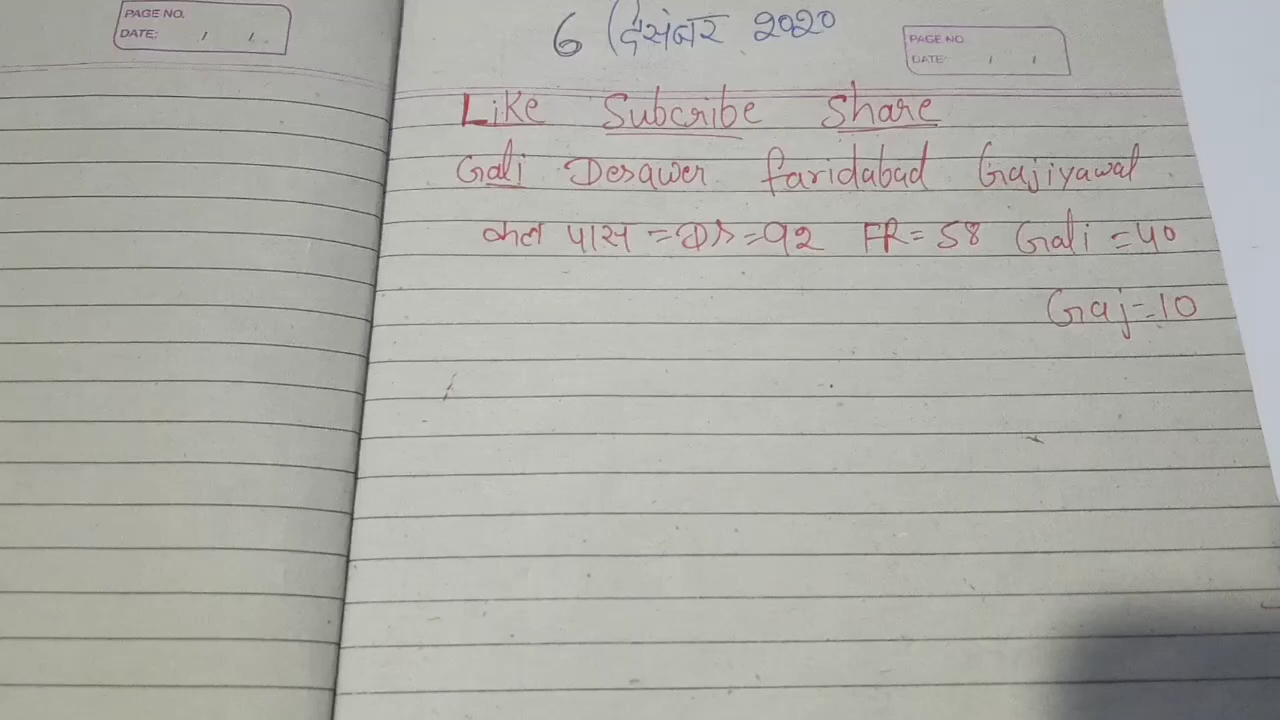 PAGE NO.
DATE: / /
6 दिसंबर 2020
PAGE NO.
DATE: / /
Like Subcribe Share
Gali Desawer faridabad Gajiyawal
कल पास = DS = 92 FR = 58 Gali = 40
Gaj = 10